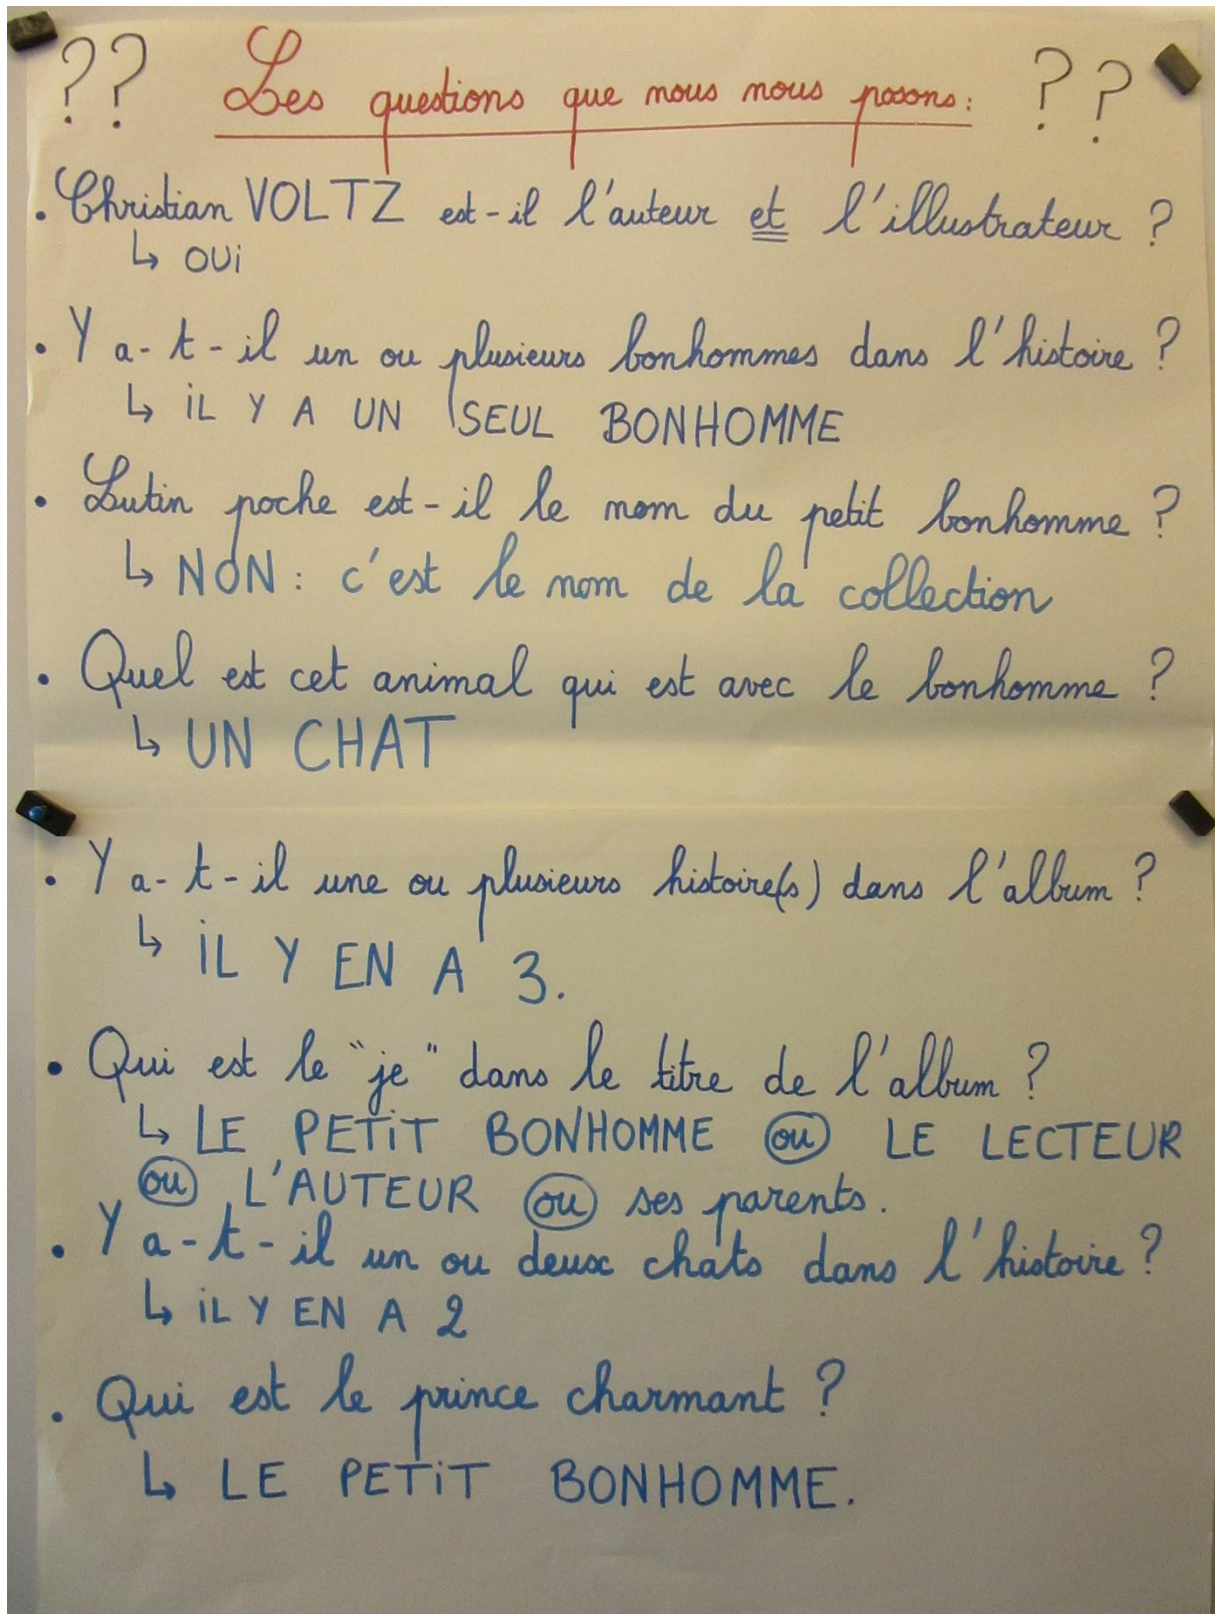 ?? Les questions que nous nous posons : ??
. Christian VOLTZ est-il l'auteur et l'illustrateur ?
↳ OUi
. Y a-t-il un ou plusieurs bonhommes dans l'histoire ?
↳ iL Y A UN SEUL BONHOMME
. Lutin poche est-il le nom du petit bonhomme ?
↳ NON : c'est le nom de la collection
. Quel est cet animal qui est avec le bonhomme ?
↳ UN CHAT
. Y a-t-il une ou plusieurs histoire(s) dans l'album ?
↳ iL Y EN A 3.
. Qui est le "je" dans le titre de l'album ?
↳ LE PETiT BONHOMME ou LE LECTEUR
ou L'AUTEUR ou ses parents.
. Y a-t-il un ou deux chats dans l'histoire ?
↳ iL Y EN A 2
. Qui est le prince charmant ?
↳ LE PETiT BONHOMME.